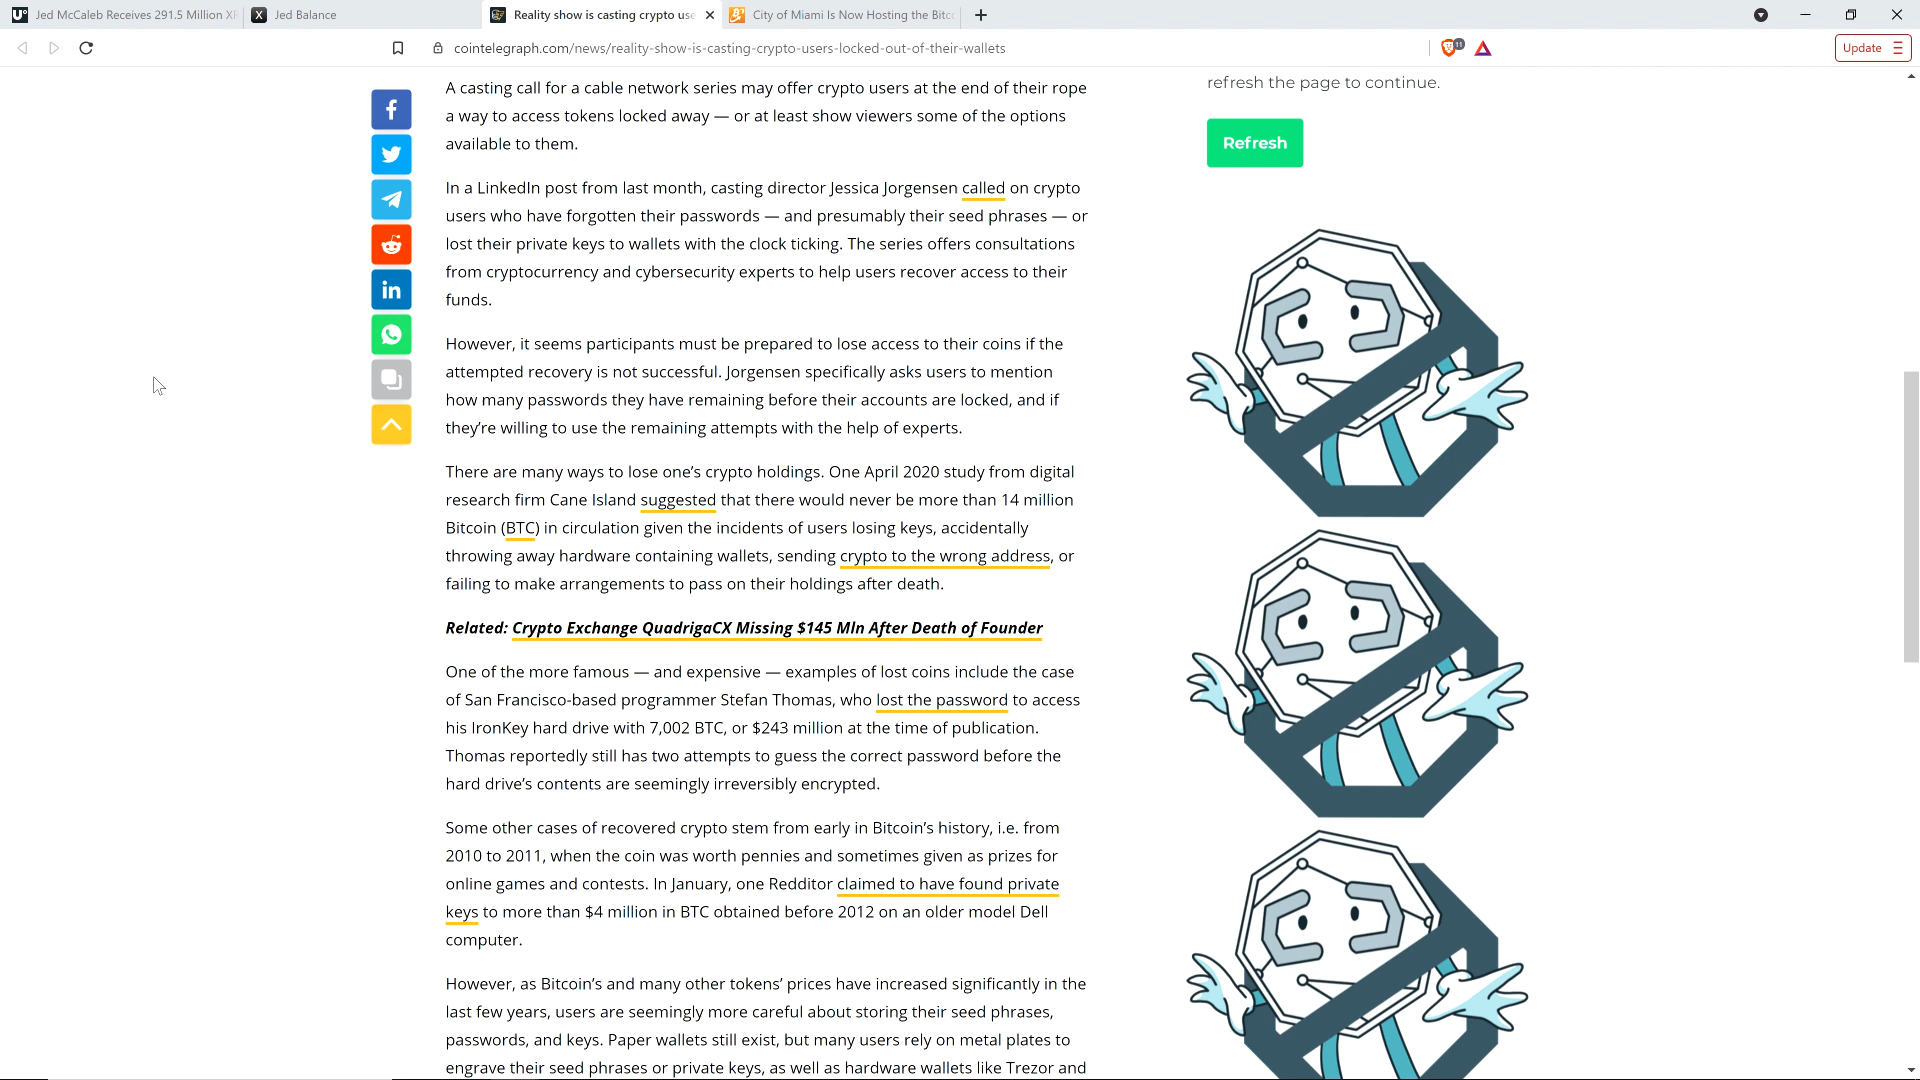 Jed McCaleb Receives 291.5 Million XR
Jed Balance
Reality show is casting crypto use
City of Miami Is Now Hosting the Bitc
cointelegraph.com/news/reality-show-is-casting-crypto-users-locked-out-of-their-wallets
11
Update
A casting call for a cable network series may offer crypto users at the end of their rope
a way to access tokens locked away — or at least show viewers some of the options
available to them.
In a LinkedIn post from last month, casting director Jessica Jorgensen called on crypto
users who have forgotten their passwords — and presumably their seed phrases — or
lost their private keys to wallets with the clock ticking. The series offers consultations
from cryptocurrency and cybersecurity experts to help users recover access to their
funds.
However, it seems participants must be prepared to lose access to their coins if the
attempted recovery is not successful. Jorgensen specifically asks users to mention
how many passwords they have remaining before their accounts are locked, and if
they’re willing to use the remaining attempts with the help of experts.
There are many ways to lose one’s crypto holdings. One April 2020 study from digital
research firm Cane Island suggested that there would never be more than 14 million
Bitcoin (BTC) in circulation given the incidents of users losing keys, accidentally
throwing away hardware containing wallets, sending crypto to the wrong address, or
failing to make arrangements to pass on their holdings after death.
Related: Crypto Exchange QuadrigaCX Missing $145 Mln After Death of Founder
One of the more famous — and expensive — examples of lost coins include the case
of San Francisco-based programmer Stefan Thomas, who lost the password to access
his IronKey hard drive with 7,002 BTC, or $243 million at the time of publication.
Thomas reportedly still has two attempts to guess the correct password before the
hard drive’s contents are seemingly irreversibly encrypted.
Some other cases of recovered crypto stem from early in Bitcoin’s history, i.e. from
2010 to 2011, when the coin was worth pennies and sometimes given as prizes for
online games and contests. In January, one Redditor claimed to have found private
keys to more than $4 million in BTC obtained before 2012 on an older model Dell
computer.
However, as Bitcoin’s and many other tokens’ prices have increased significantly in the
last few years, users are seemingly more careful about storing their seed phrases,
passwords, and keys. Paper wallets still exist, but many users rely on metal plates to
engrave their seed phrases or private keys, as well as hardware wallets like Trezor and
refresh the page to continue.
Refresh